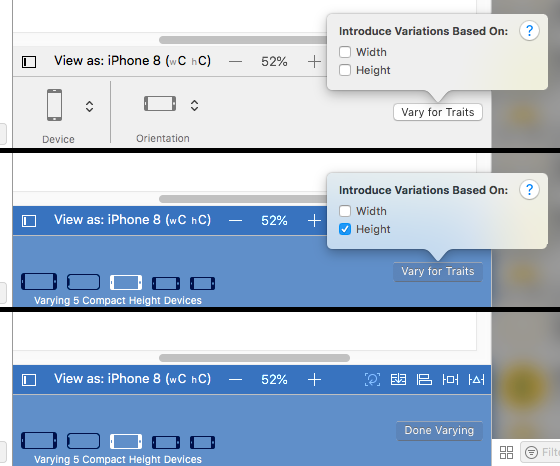 Introduce Variations Based On: ?
Width
Height
View as: iPhone 8 (wC hC) — 52% +
Vary for Traits
Device
Orientation
Introduce Variations Based On: ?
Width
Height
View as: iPhone 8 (wC hC) — 52% +
Vary for Traits
Varying 5 Compact Height Devices
View as: iPhone 8 (wC hC) — 52% +
Done Varying
Varying 5 Compact Height Devices
Filte